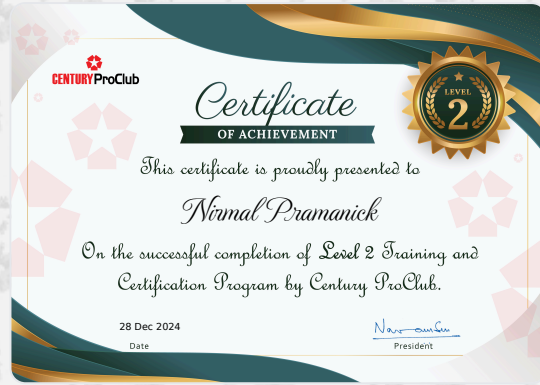 CENTURY ProClub
Certificate
OF ACHIEVEMENT
LEVEL
2
This certificate is proudly presented to
Nirmal Pramanick
On the successful completion of Level 2 Training and
Certification Program by Century ProClub.
28 Dec 2024
Date
President